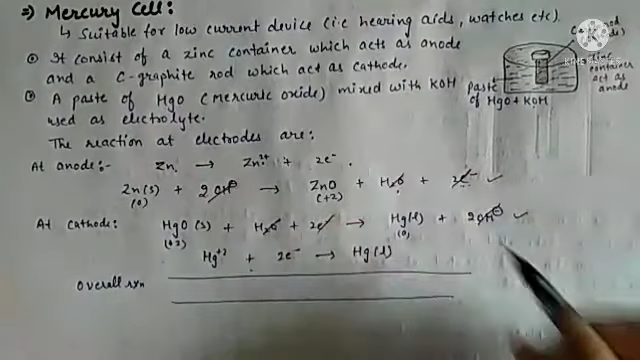 ⇒ Mercury Cell:
↳ Suitable for low current device (i.e hearing aids, watches etc)
It consist of a zinc container which acts as anode
and a C-graphite rod which act as cathode.
A paste of HgO (Mercuric oxide) mixed with KOH
used as electrolyte.
The reaction at electrodes are:
At anode:- Zn → Zn²⁺ + 2e⁻.
Zn(s) + 2OH⊖ → ZnO + H₂O + 2e⁻ ✓
(0) (+2)
At cathode: HgO(s) + H₂O + 2e⁻ → Hg(l) + 2OH⊖ ✓
(+2) (0)
Hg⁺² + 2e⁻ → Hg(l)
Overall rxn
rod
KINEMASTER
container
act as
anode
paste
of HgO + KOH